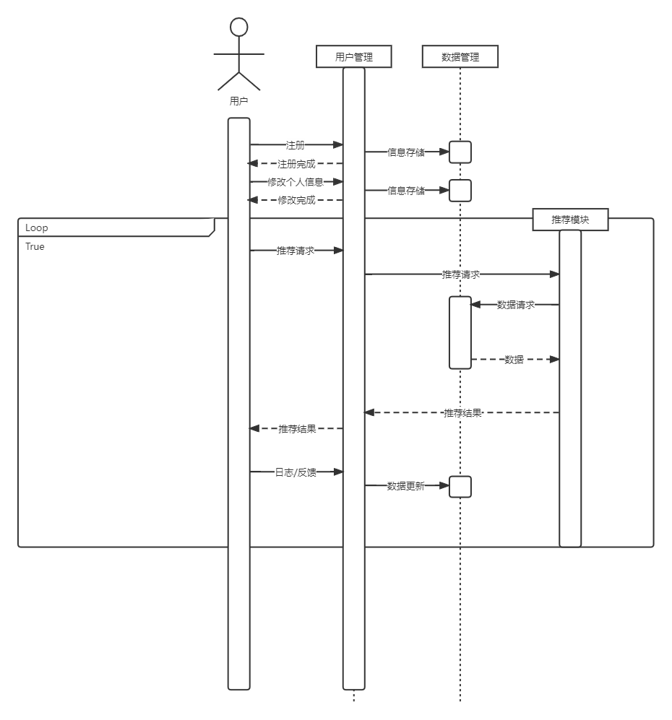 用户管理
数据管理
用户
注册
信息存储
注册完成
修改个人信息
信息存储
修改完成
推荐模块
Loop
True
推荐请求
推荐请求
数据请求
数据
推荐结果
推荐结果
日志/反馈
数据更新